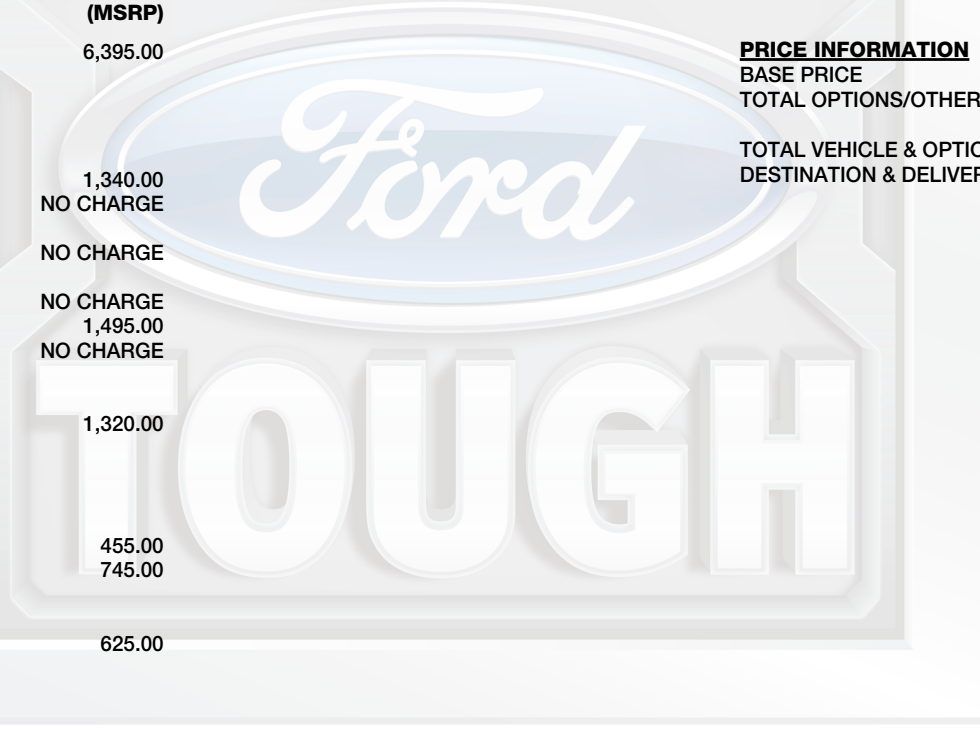 (MSRP)
6,395.00
1,340.00
NO CHARGE
NO CHARGE
NO CHARGE
1,495.00
NO CHARGE
1,320.00
455.00
745.00
625.00
PRICE INFORMATION
BASE PRICE
TOTAL OPTIONS/OTHER
TOTAL VEHICLE & OPTIO
DESTINATION & DELIVER
Ford
TOUGH